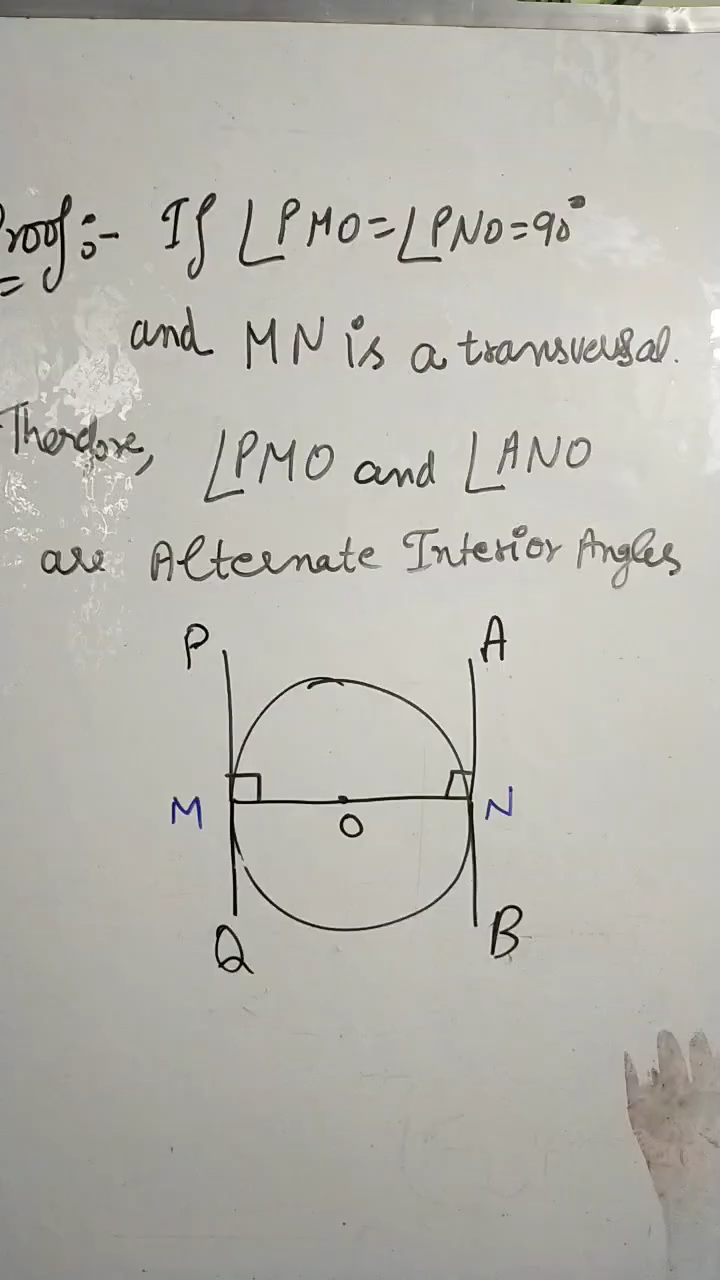 Proof:- If ∠PMO=∠PNO=90°
and MN is a transversal.
Therefore, ∠PMO and ∠ANO
are Alternate Interior Angles
P A
M O N
Q B